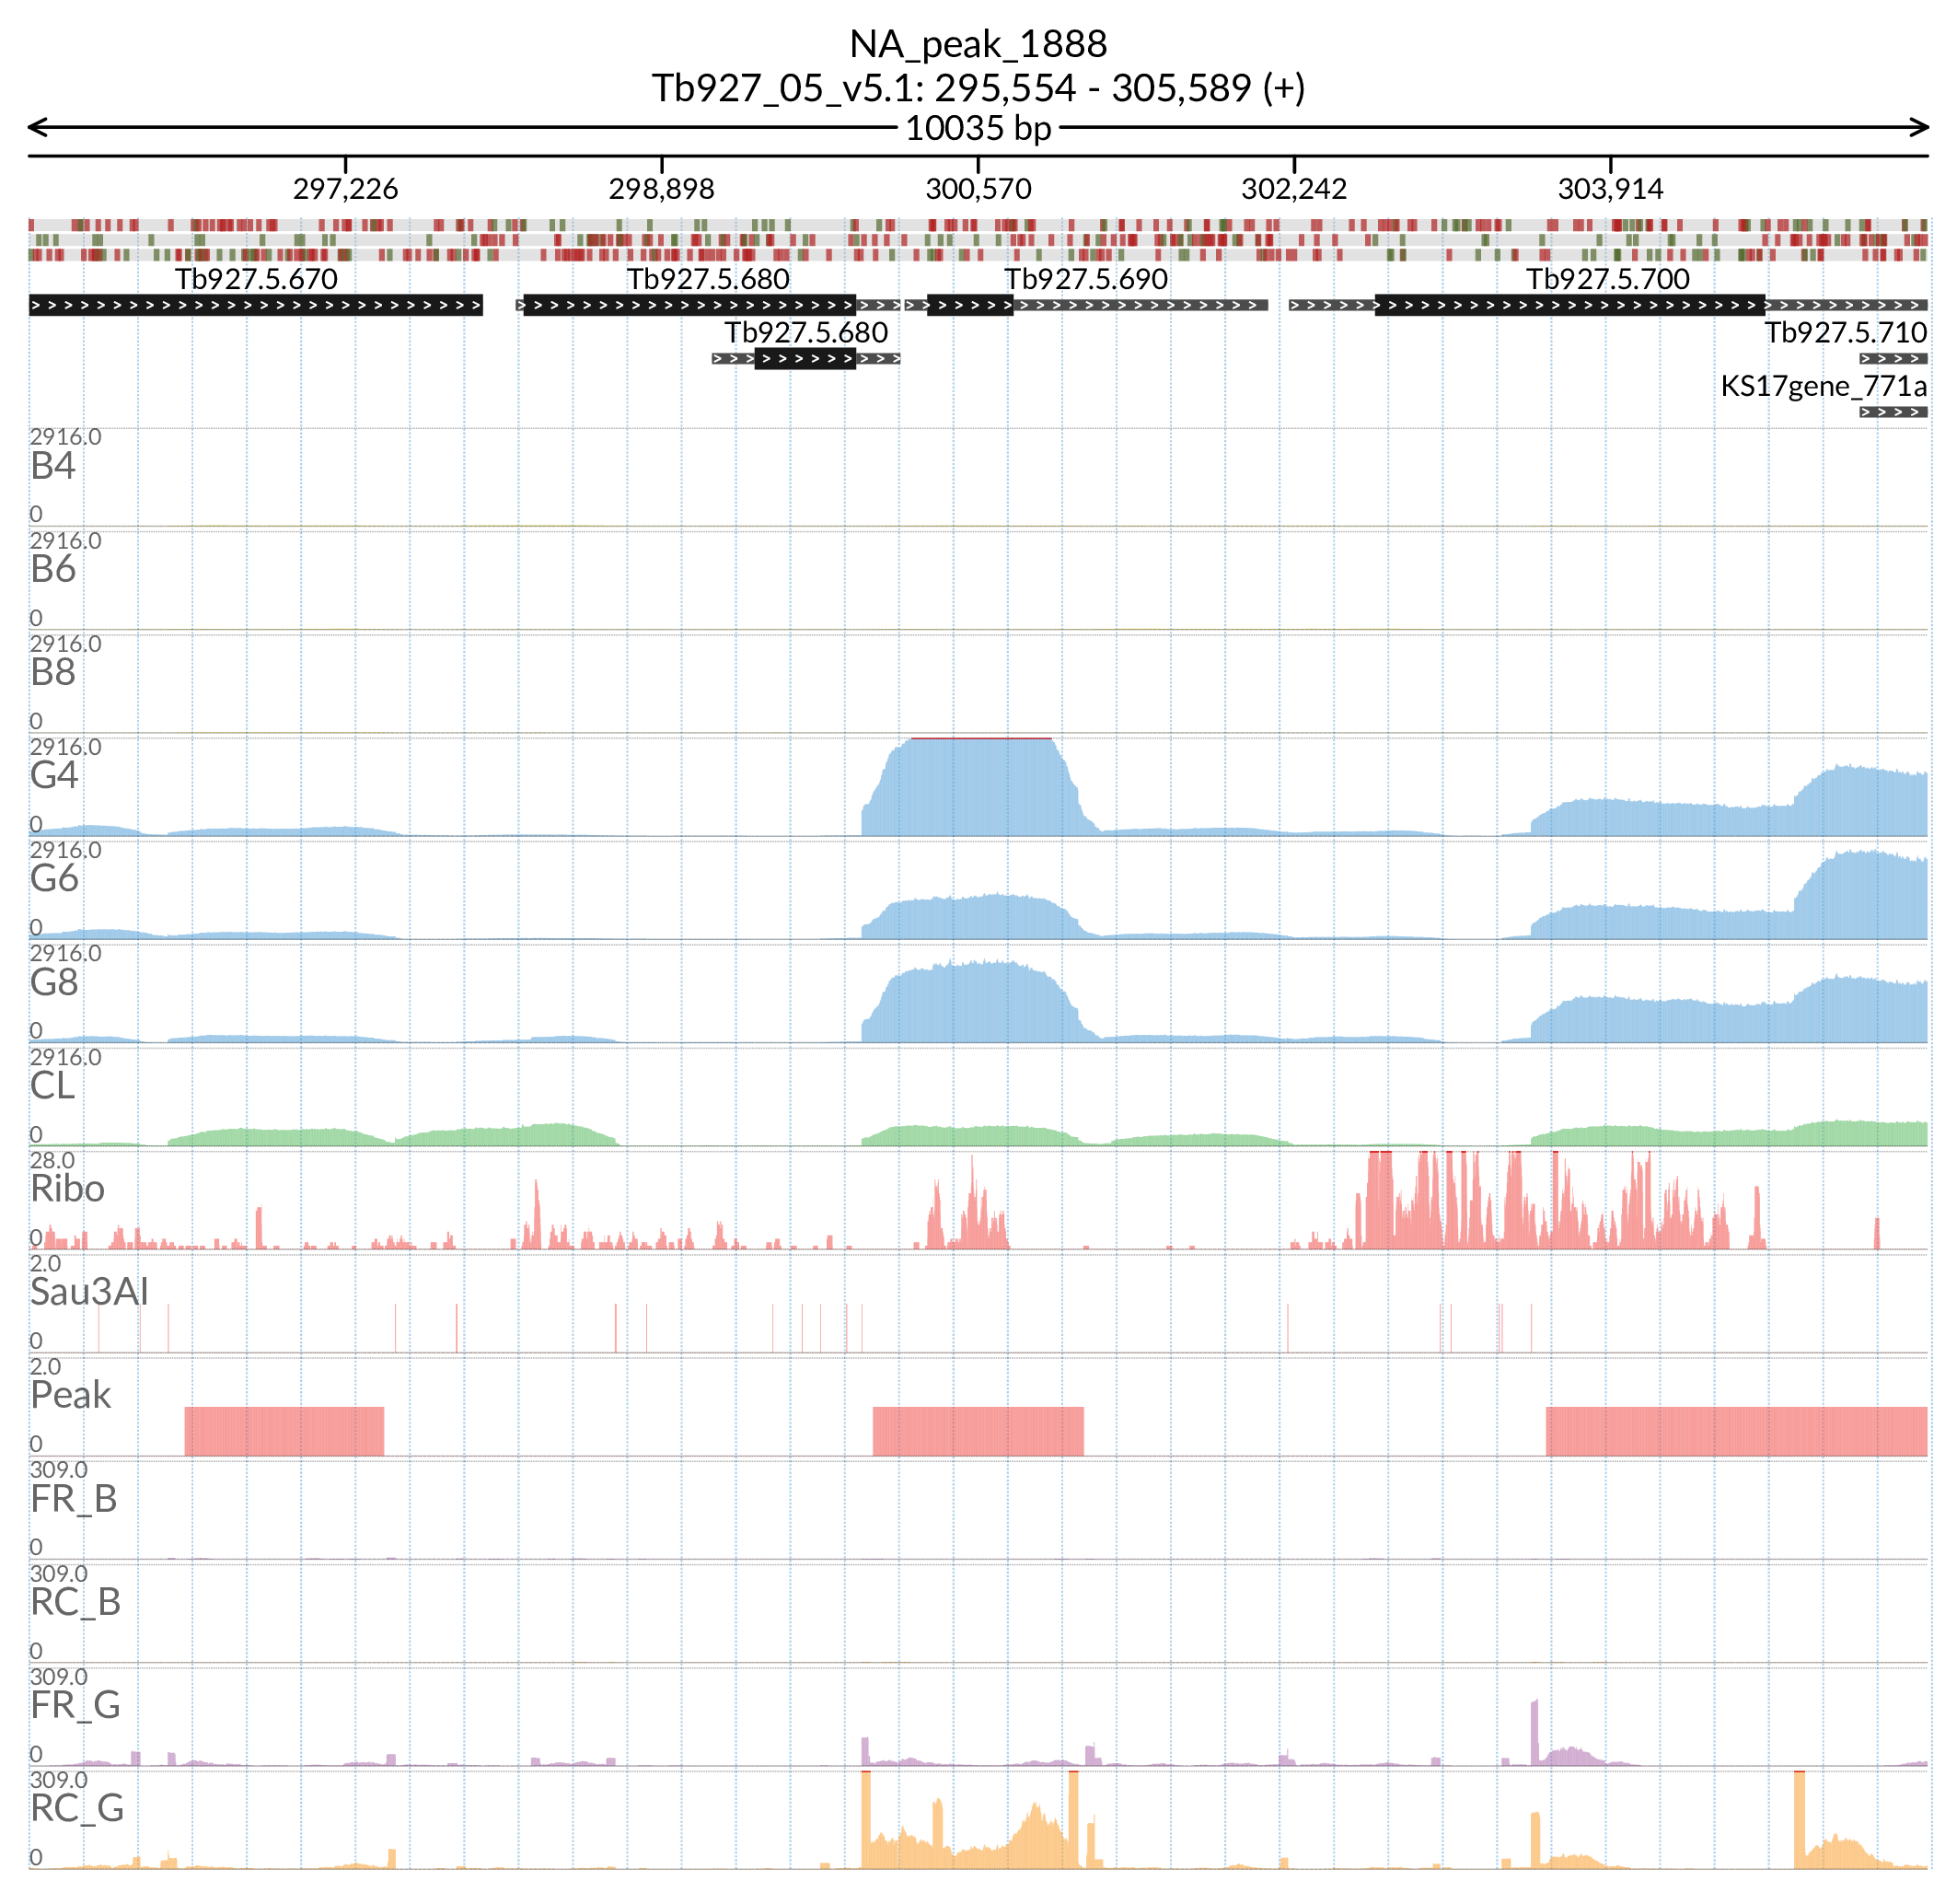 NA_peak_1888
Tb927_05_v5.1: 295,554 - 305,589 (+)
10035 bp
297,226 298,898 300,570 302,242 303,914
Tb927.5.670 Tb927.5.680 Tb927.5.690 Tb927.5.700
Tb927.5.680 Tb927.5.710
KS17gene_771a
2916.0
B4
0
2916.0
B6
0
2916.0
B8
0
2916.0
G4
0
2916.0
G6
0
2916.0
G8
0
2916.0
CL
0
28.0
Ribo
0
2.0
Sau3AI
0
2.0
Peak
0
309.0
FR_B
0
309.0
RC_B
0
309.0
FR_G
0
309.0
RC_G
0